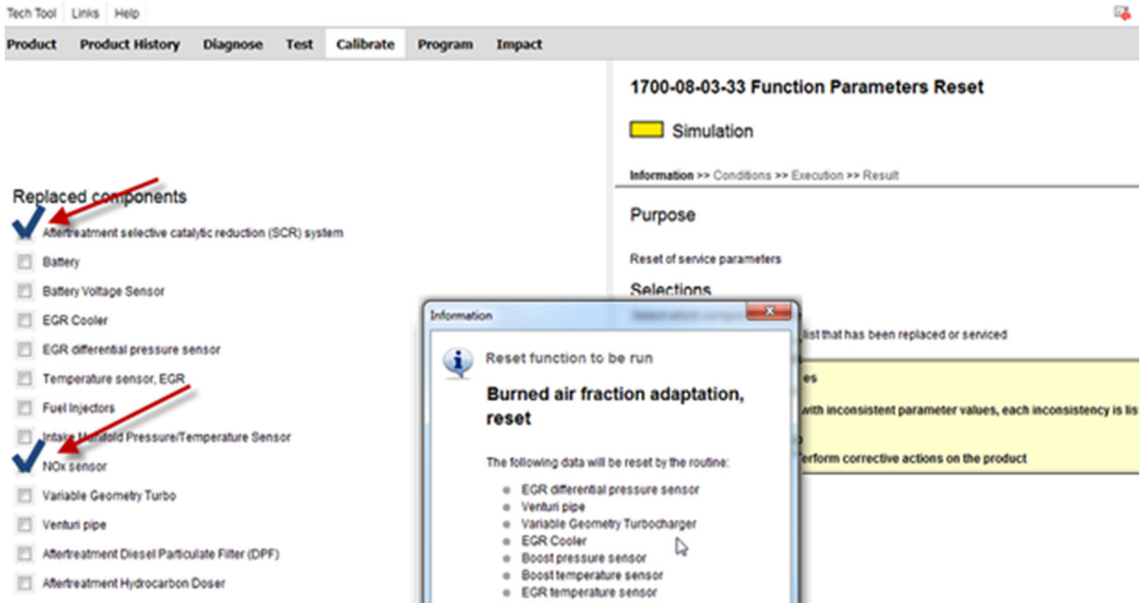 Tech Tool Links Help
Product Product History Diagnose Test Calibrate Program Impact
1700-08-03-33 Function Parameters Reset
Simulation
Information >> Conditions >> Execution >> Result
Purpose
Reset of service parameters
Selections
list that has been replaced or serviced
es
with inconsistent parameter values, each inconsistency is lis
erform corrective actions on the product
Replaced components
Aftertreatment selective catalytic reduction (SCR) system
Battery
Battery Voltage Sensor
EGR Cooler
EGR differential pressure sensor
Temperature sensor, EGR
Fuel Injectors
Intake Manifold Pressure/Temperature Sensor
NOx sensor
Variable Geometry Turbo
Venturi pipe
Aftertreatment Diesel Particulate Filter (DPF)
Aftertreatment Hydrocarbon Doser
Information
Reset function to be run
Burned air fraction adaptation,
reset
The following data will be reset by the routine:
EGR differential pressure sensor
Venturi pipe
Variable Geometry Turbocharger
EGR Cooler
Boost pressure sensor
Boost temperature sensor
EGR temperature sensor